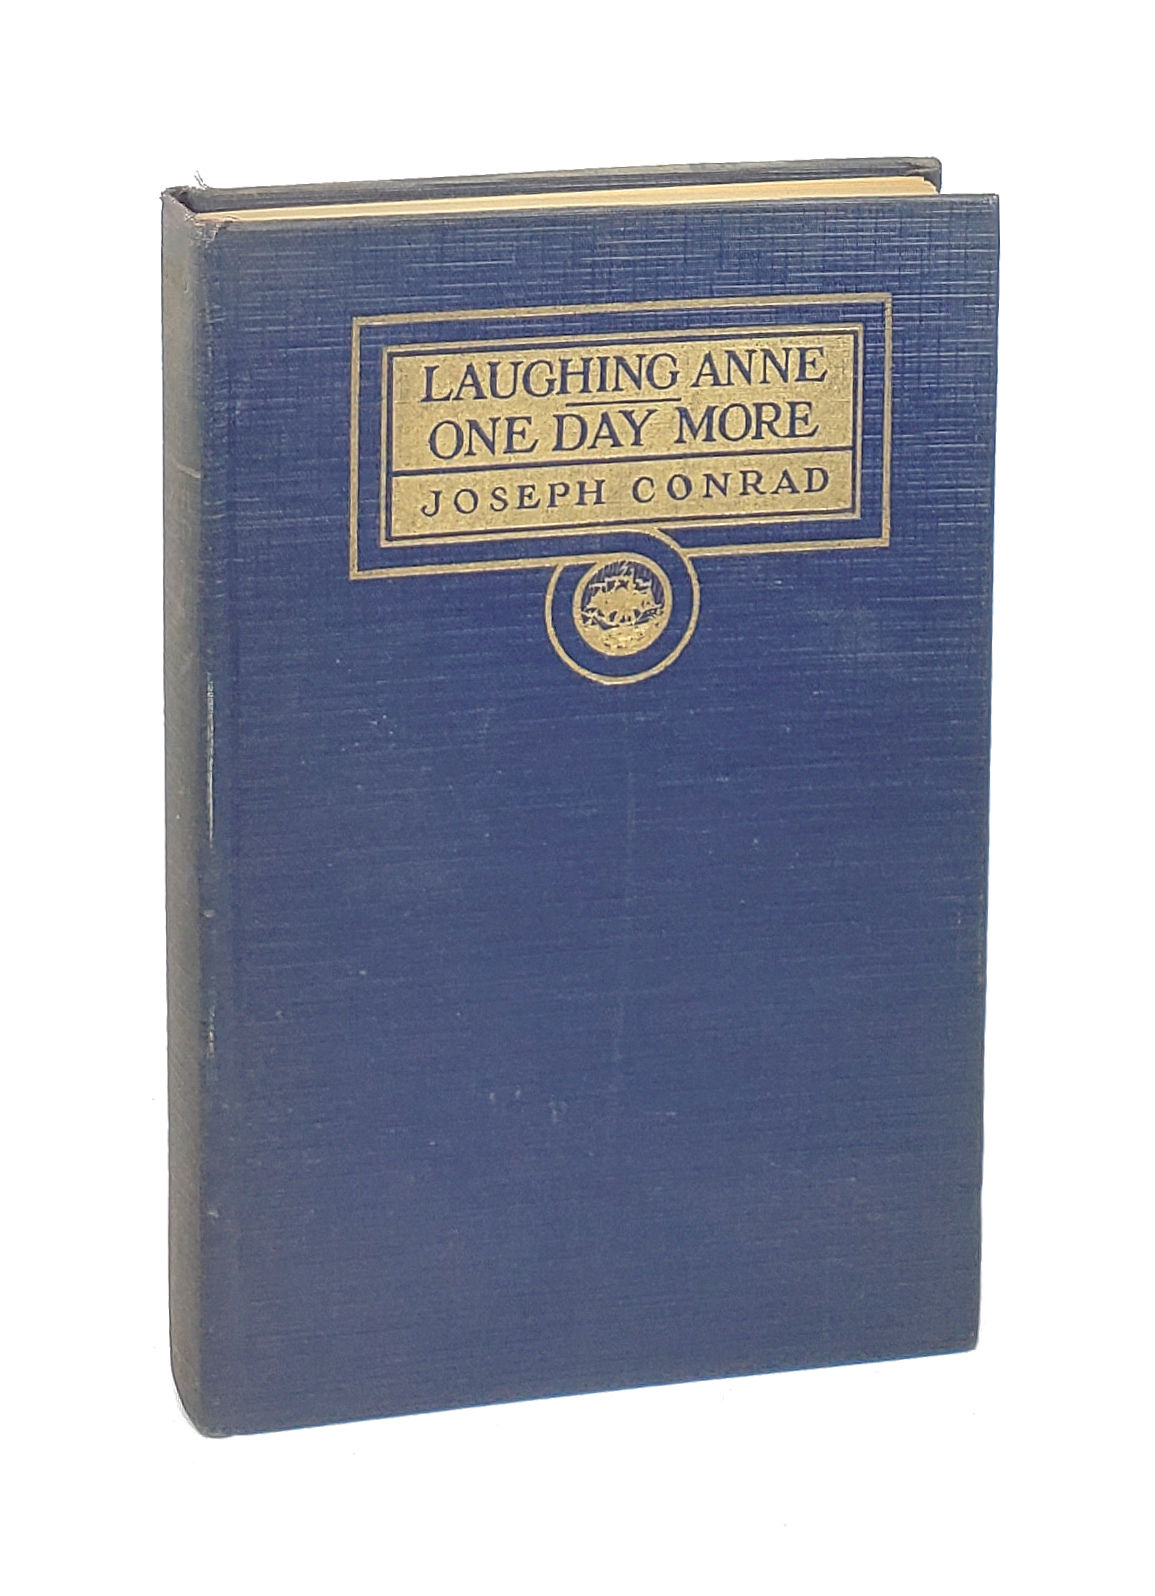 LAUGHING ANNE
ONE DAY MORE
JOSEPH CONRAD